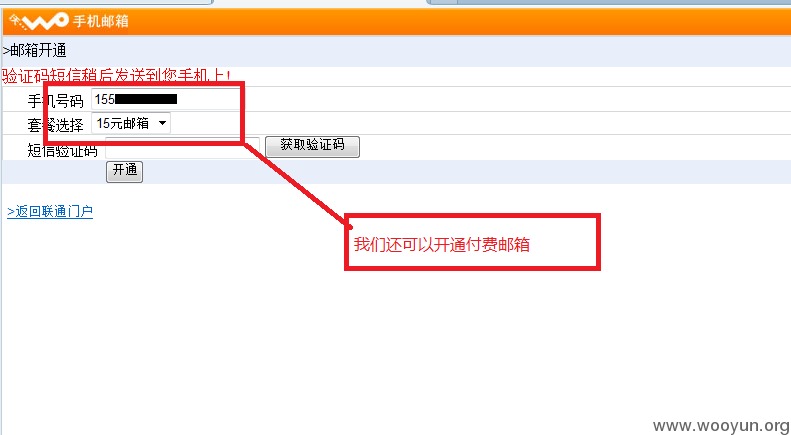 WO 手机邮箱
>邮箱开通
验证码短信稍后发送到您手机上!
手机号码 155
套餐选择 15元邮箱
短信验证码 获取验证码
开通
>返回联通门户
我们还可以开通付费邮箱
www.wooyun.org